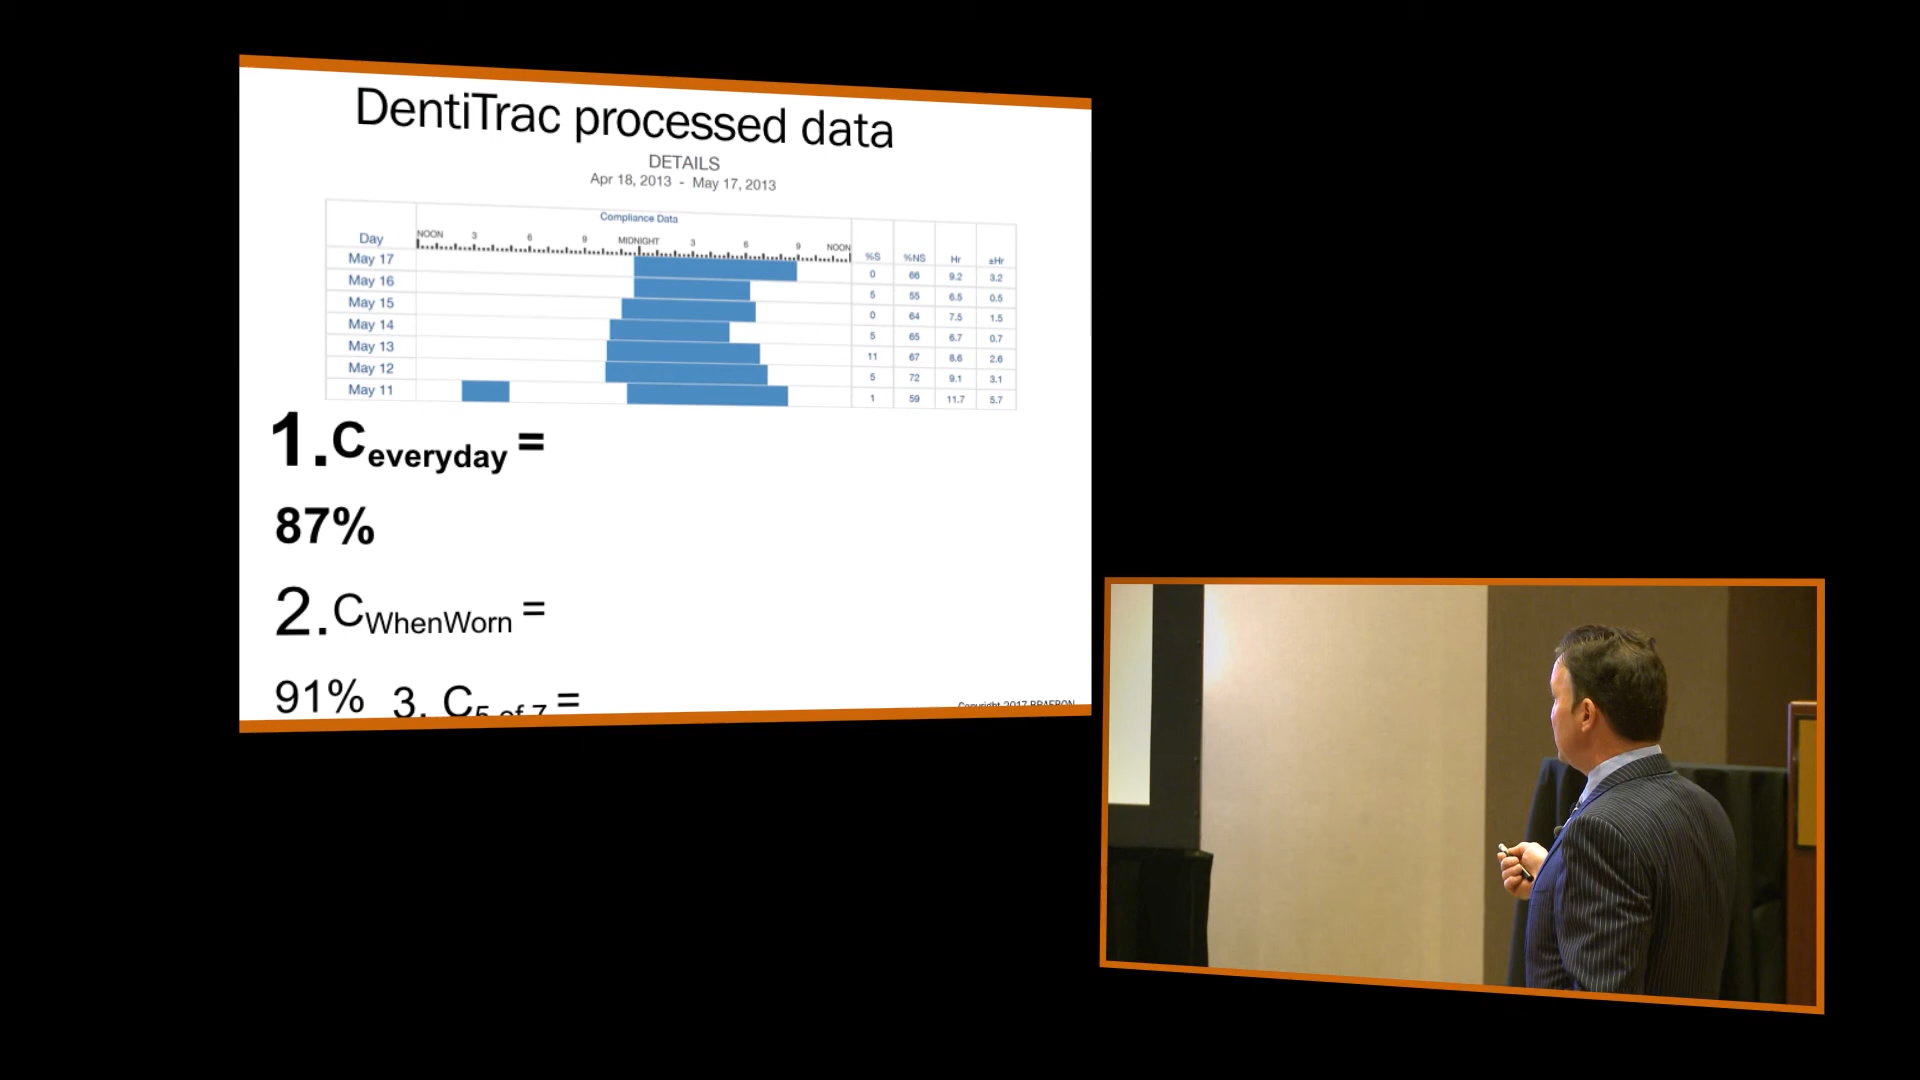 DentiTrac processed data
DETAILS
Apr 18, 2013 - May 17, 2013
Compliance Data
Day NOON 3 6 9 MIDNIGHT 3 6 9 NOON %S %NS Hr ±Hr
May 17 0 66 9.2 3.2
May 16 5 55 6.5 0.5
May 15 0 64 7.5 1.5
May 14 5 65 6.7 0.7
May 13 11 67 8.6 2.6
May 12 5 72 9.1 3.1
May 11 1 59 11.7 5.7
1. Ceveryday =
87%
2. CWhenWorn =
91% 3. C5 of 7 =
Copyright 2017 BRAEBON